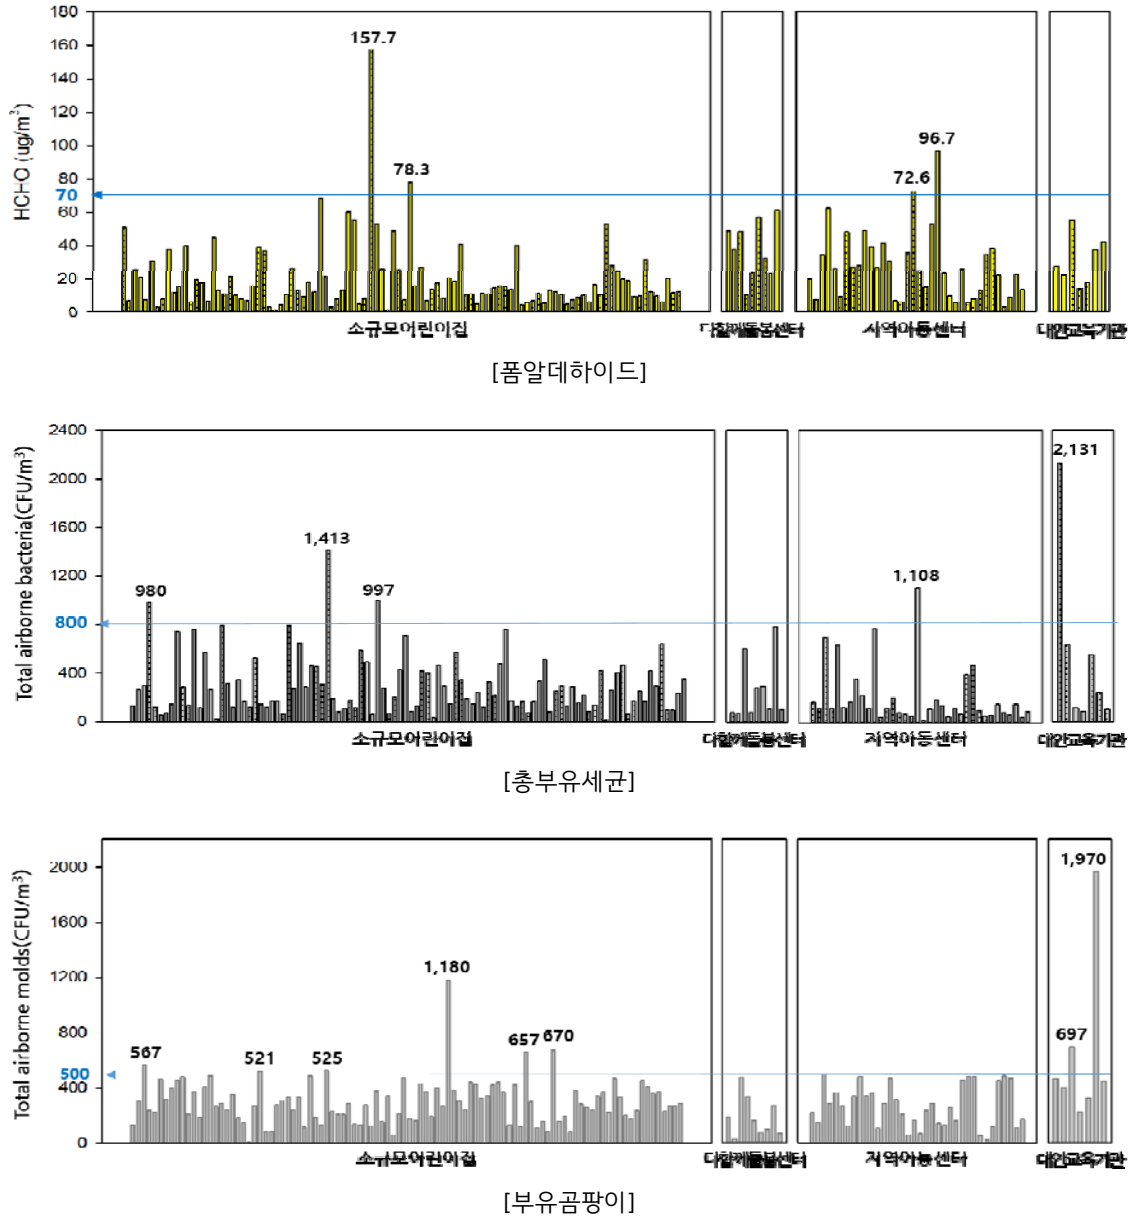 HCHO (ug/m³)
180
160
140
120
100
80
70
60
40
20
0
157.7
78.3
72.6
96.7
소규모어린이집
다함께돌봄센터
지역아동센터
대안교육기관
[폼알데하이드]
Total airborne bacteria(CFU/m³)
2400
2000
1600
1200
800
400
0
980
1,413
997
1,108
2,131
소규모어린이집
다함께돌봄센터
지역아동센터
대안교육기관
[총부유세균]
Total airborne molds(CFU/m³)
2000
1600
1200
800
500
400
0
567
521
525
1,180
657
670
697
1,970
소규모어린이집
다함께돌봄센터
지역아동센터
대안교육기관
[부유곰팡이]